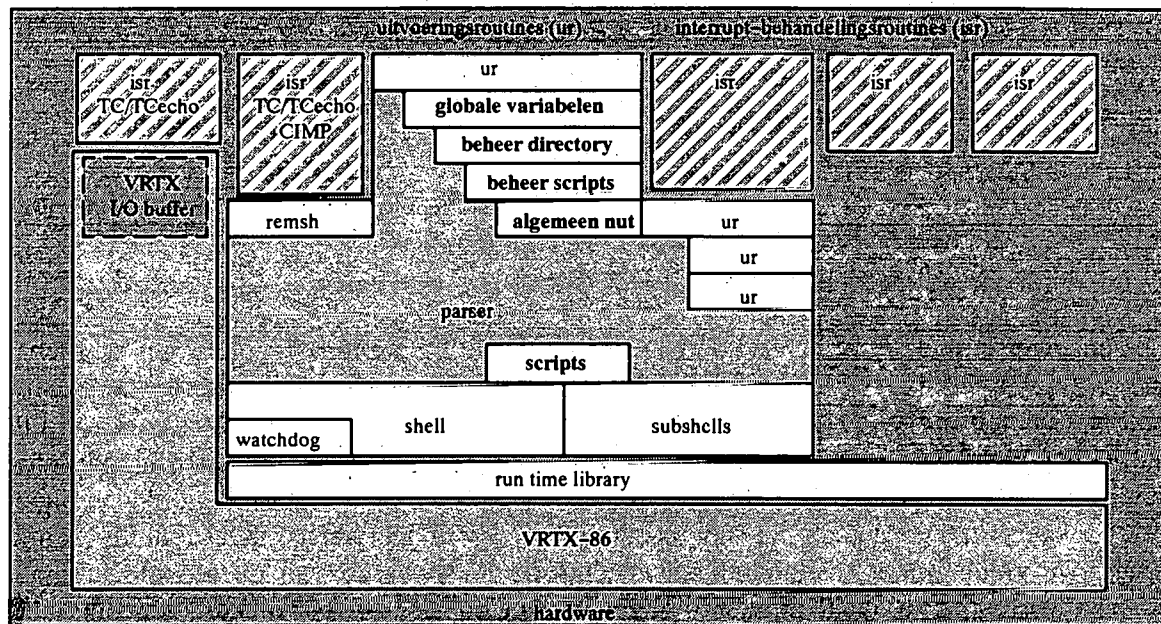 uitvoeringsroutines (ur) interrupt-behandelingsroutines (isr)
isr
TC/TCecho
isr
TC/TCecho
CIMP
ur
isr
isr
isr
globale variabelen
beheer directory
VRTX
I/O buffer
beheer scripts
remsh
algemeen nut
ur
ur
ur
parser
scripts
shell
subshells
watchdog
run time library
VRTX-86
hardware